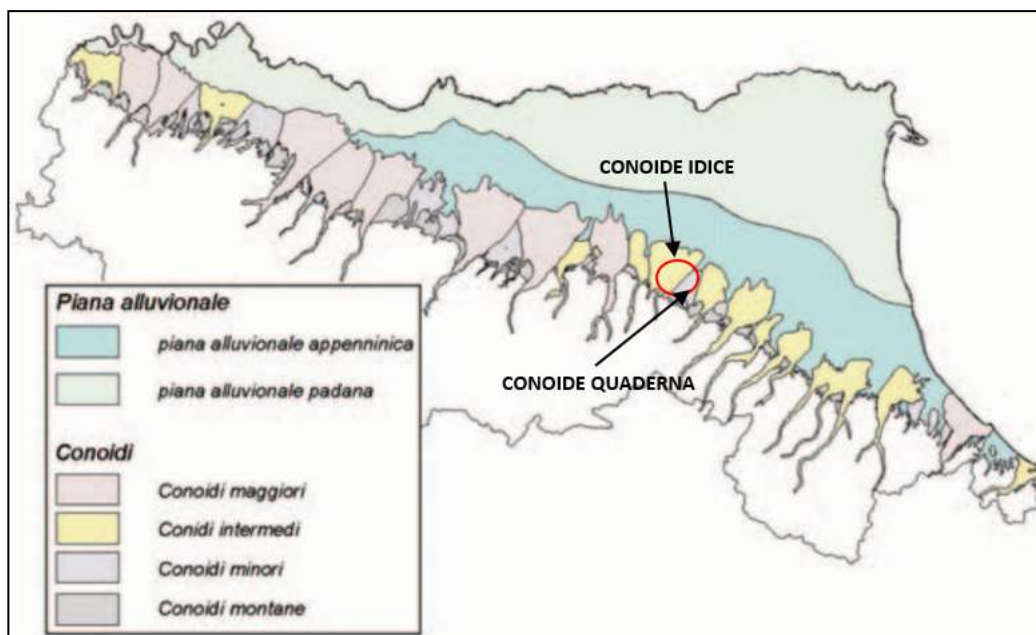 CONOIDE IDICE
CONOIDE QUADERNA
Piana alluvionale
piana alluvionale appenninica
piana alluvionale padana
Conoidi
Conoidi maggiori
Conidi intermedi
Conoidi minori
Conoidi montane